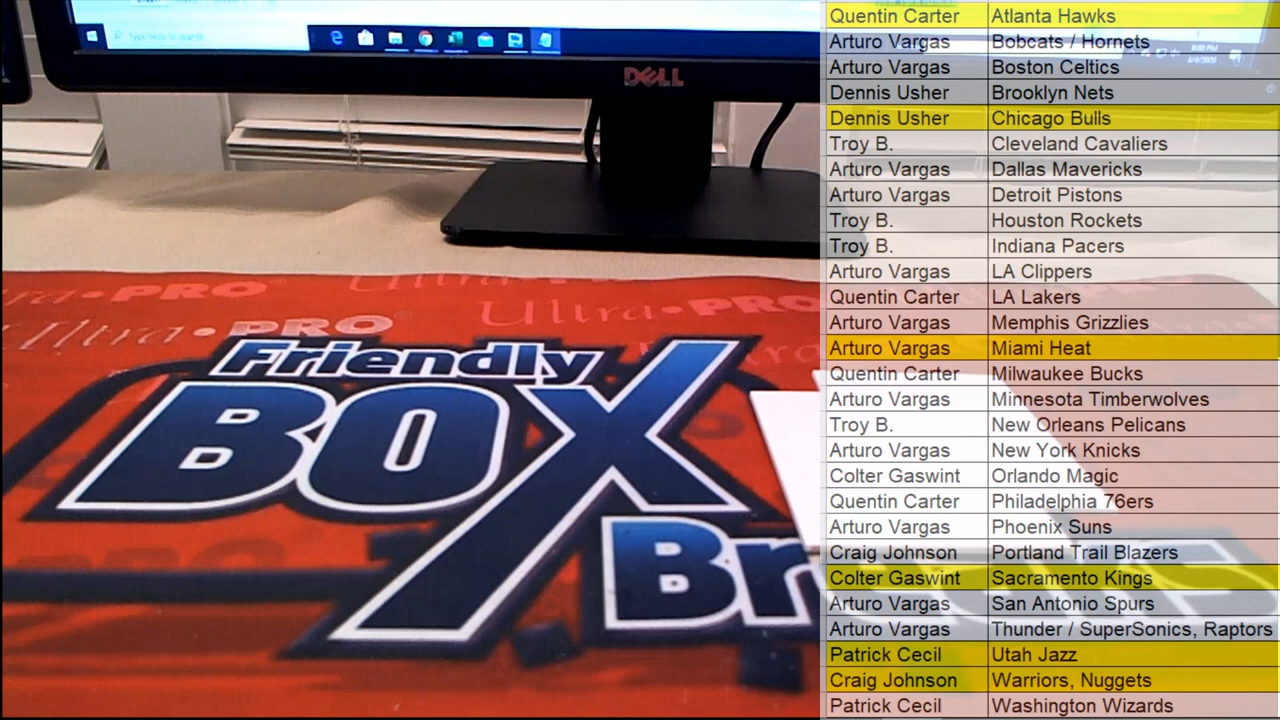 Type here to search
DELL
Ultra•PRO
Ultra•PRO
Ultra•PRO
Friendly
BOX
Br
Quentin Carter Atlanta Hawks
Arturo Vargas Bobcats / Hornets
Arturo Vargas Boston Celtics
Dennis Usher Brooklyn Nets
Dennis Usher Chicago Bulls
Troy B. Cleveland Cavaliers
Arturo Vargas Dallas Mavericks
Arturo Vargas Detroit Pistons
Troy B. Houston Rockets
Troy B. Indiana Pacers
Arturo Vargas LA Clippers
Quentin Carter LA Lakers
Arturo Vargas Memphis Grizzlies
Arturo Vargas Miami Heat
Quentin Carter Milwaukee Bucks
Arturo Vargas Minnesota Timberwolves
Troy B. New Orleans Pelicans
Arturo Vargas New York Knicks
Colter Gaswint Orlando Magic
Quentin Carter Philadelphia 76ers
Arturo Vargas Phoenix Suns
Craig Johnson Portland Trail Blazers
Colter Gaswint Sacramento Kings
Arturo Vargas San Antonio Spurs
Arturo Vargas Thunder / SuperSonics, Raptors
Patrick Cecil Utah Jazz
Craig Johnson Warriors, Nuggets
Patrick Cecil Washington Wizards